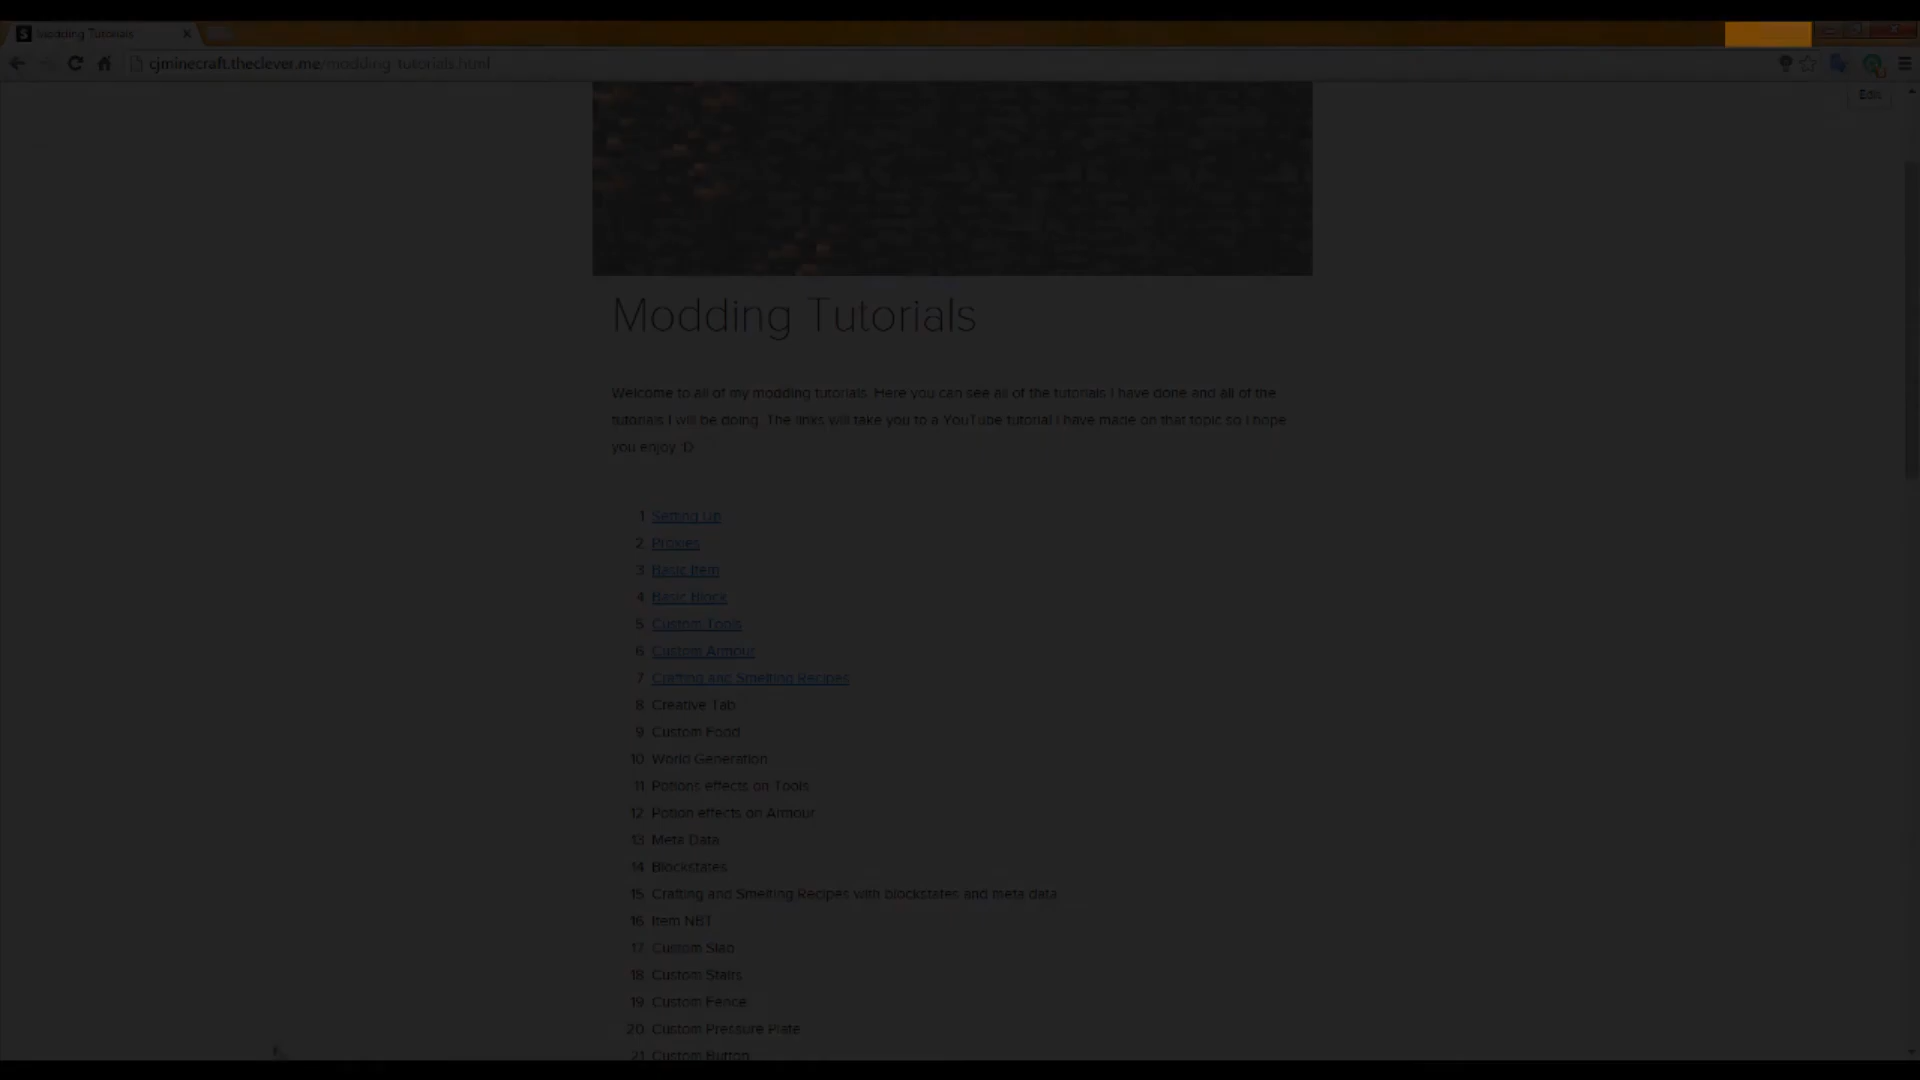 Modding Tutorials
cjminecraft.theclever.me/modding-tutorials.html
Edit
Modding Tutorials
Welcome to all of my modding tutorials. Here you can see all of the tutorials I have done and all of the
tutorials I will be doing. The links will take you to a YouTube tutorial I have made on that topic so I hope
you enjoy :D
1. Setting Up
2. Proxies
3. Basic Item
4. Basic Block
5. Custom Tools
6. Custom Armour
7. Crafting and Smelting Recipes
8. Creative Tab
9. Custom Food
10. World Generation
11. Potions effects on Tools
12. Potion effects on Armour
13. Meta Data
14. Blockstates
15. Crafting and Smelting Recipes with blockstates and meta data
16. Item NBT
17. Custom Slab
18. Custom Stairs
19. Custom Fence
20. Custom Pressure Plate
21. Custom Button